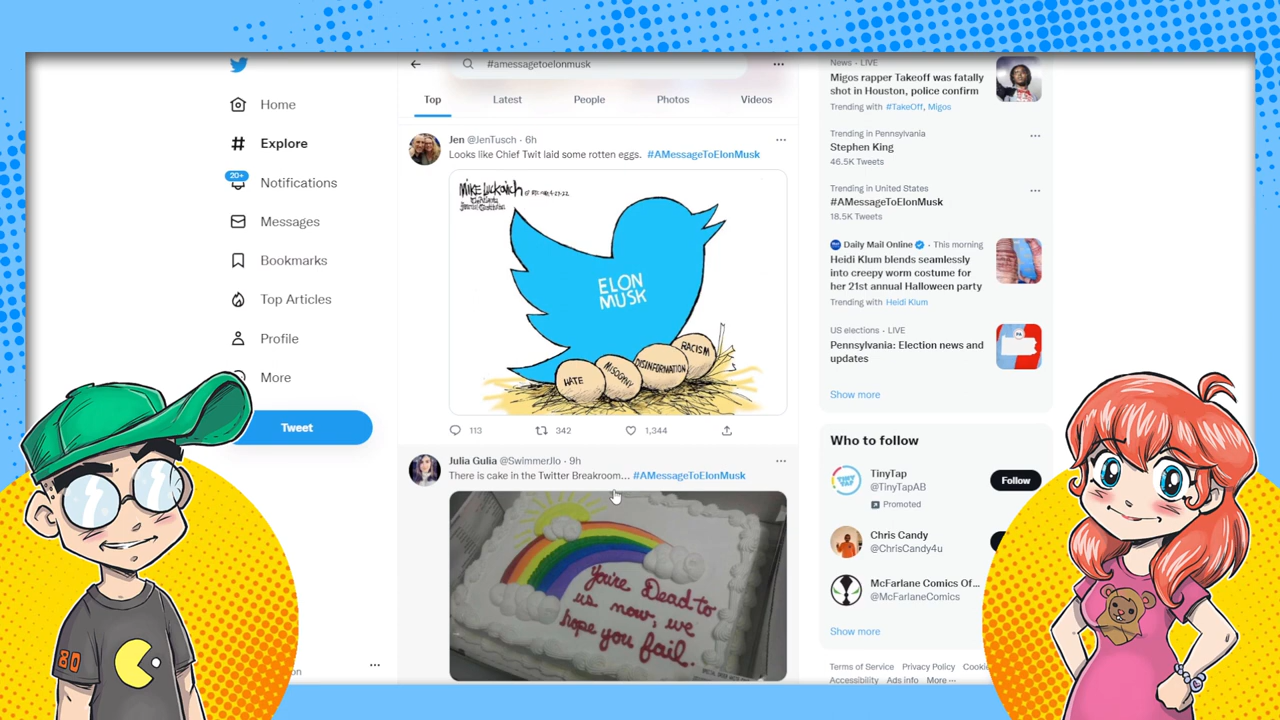 Home
Explore
20+
Notifications
Messages
Bookmarks
Top Articles
Profile
More
Tweet
#amessagetoelonmusk
Top
Latest
People
Photos
Videos
Jen @JenTusch · 6h
Looks like Chief Twit laid some rotten eggs. #AMessageToElonMusk
MIKE LUCKOVICH
ELON
MUSK
HATE
MISOGYNY
DISINFORMATION
RACISM
113
342
1,344
Julia Gulia @SwimmerJlo · 9h
There is cake in the Twitter Breakroom... #AMessageToElonMusk
You're Dead to
us now, we
hope you fail.
News · LIVE
Migos rapper Takeoff was fatally
shot in Houston, police confirm
Trending with #TakeOff, Migos
Trending in Pennsylvania
Stephen King
46.5K Tweets
Trending in United States
#AMessageToElonMusk
18.5K Tweets
Daily Mail Online · This morning
Heidi Klum blends seamlessly
into creepy worm costume for
her 21st annual Halloween party
Trending with Heidi Klum
US elections · LIVE
Pennsylvania: Election news and
updates
Show more
Who to follow
TinyTap
@TinyTapAB
Promoted
Follow
Chris Candy
@ChrisCandy4u
McFarlane Comics Of...
@McFarlaneComics
Show more
Terms of Service Privacy Policy Cookie
Accessibility Ads info More ...
80